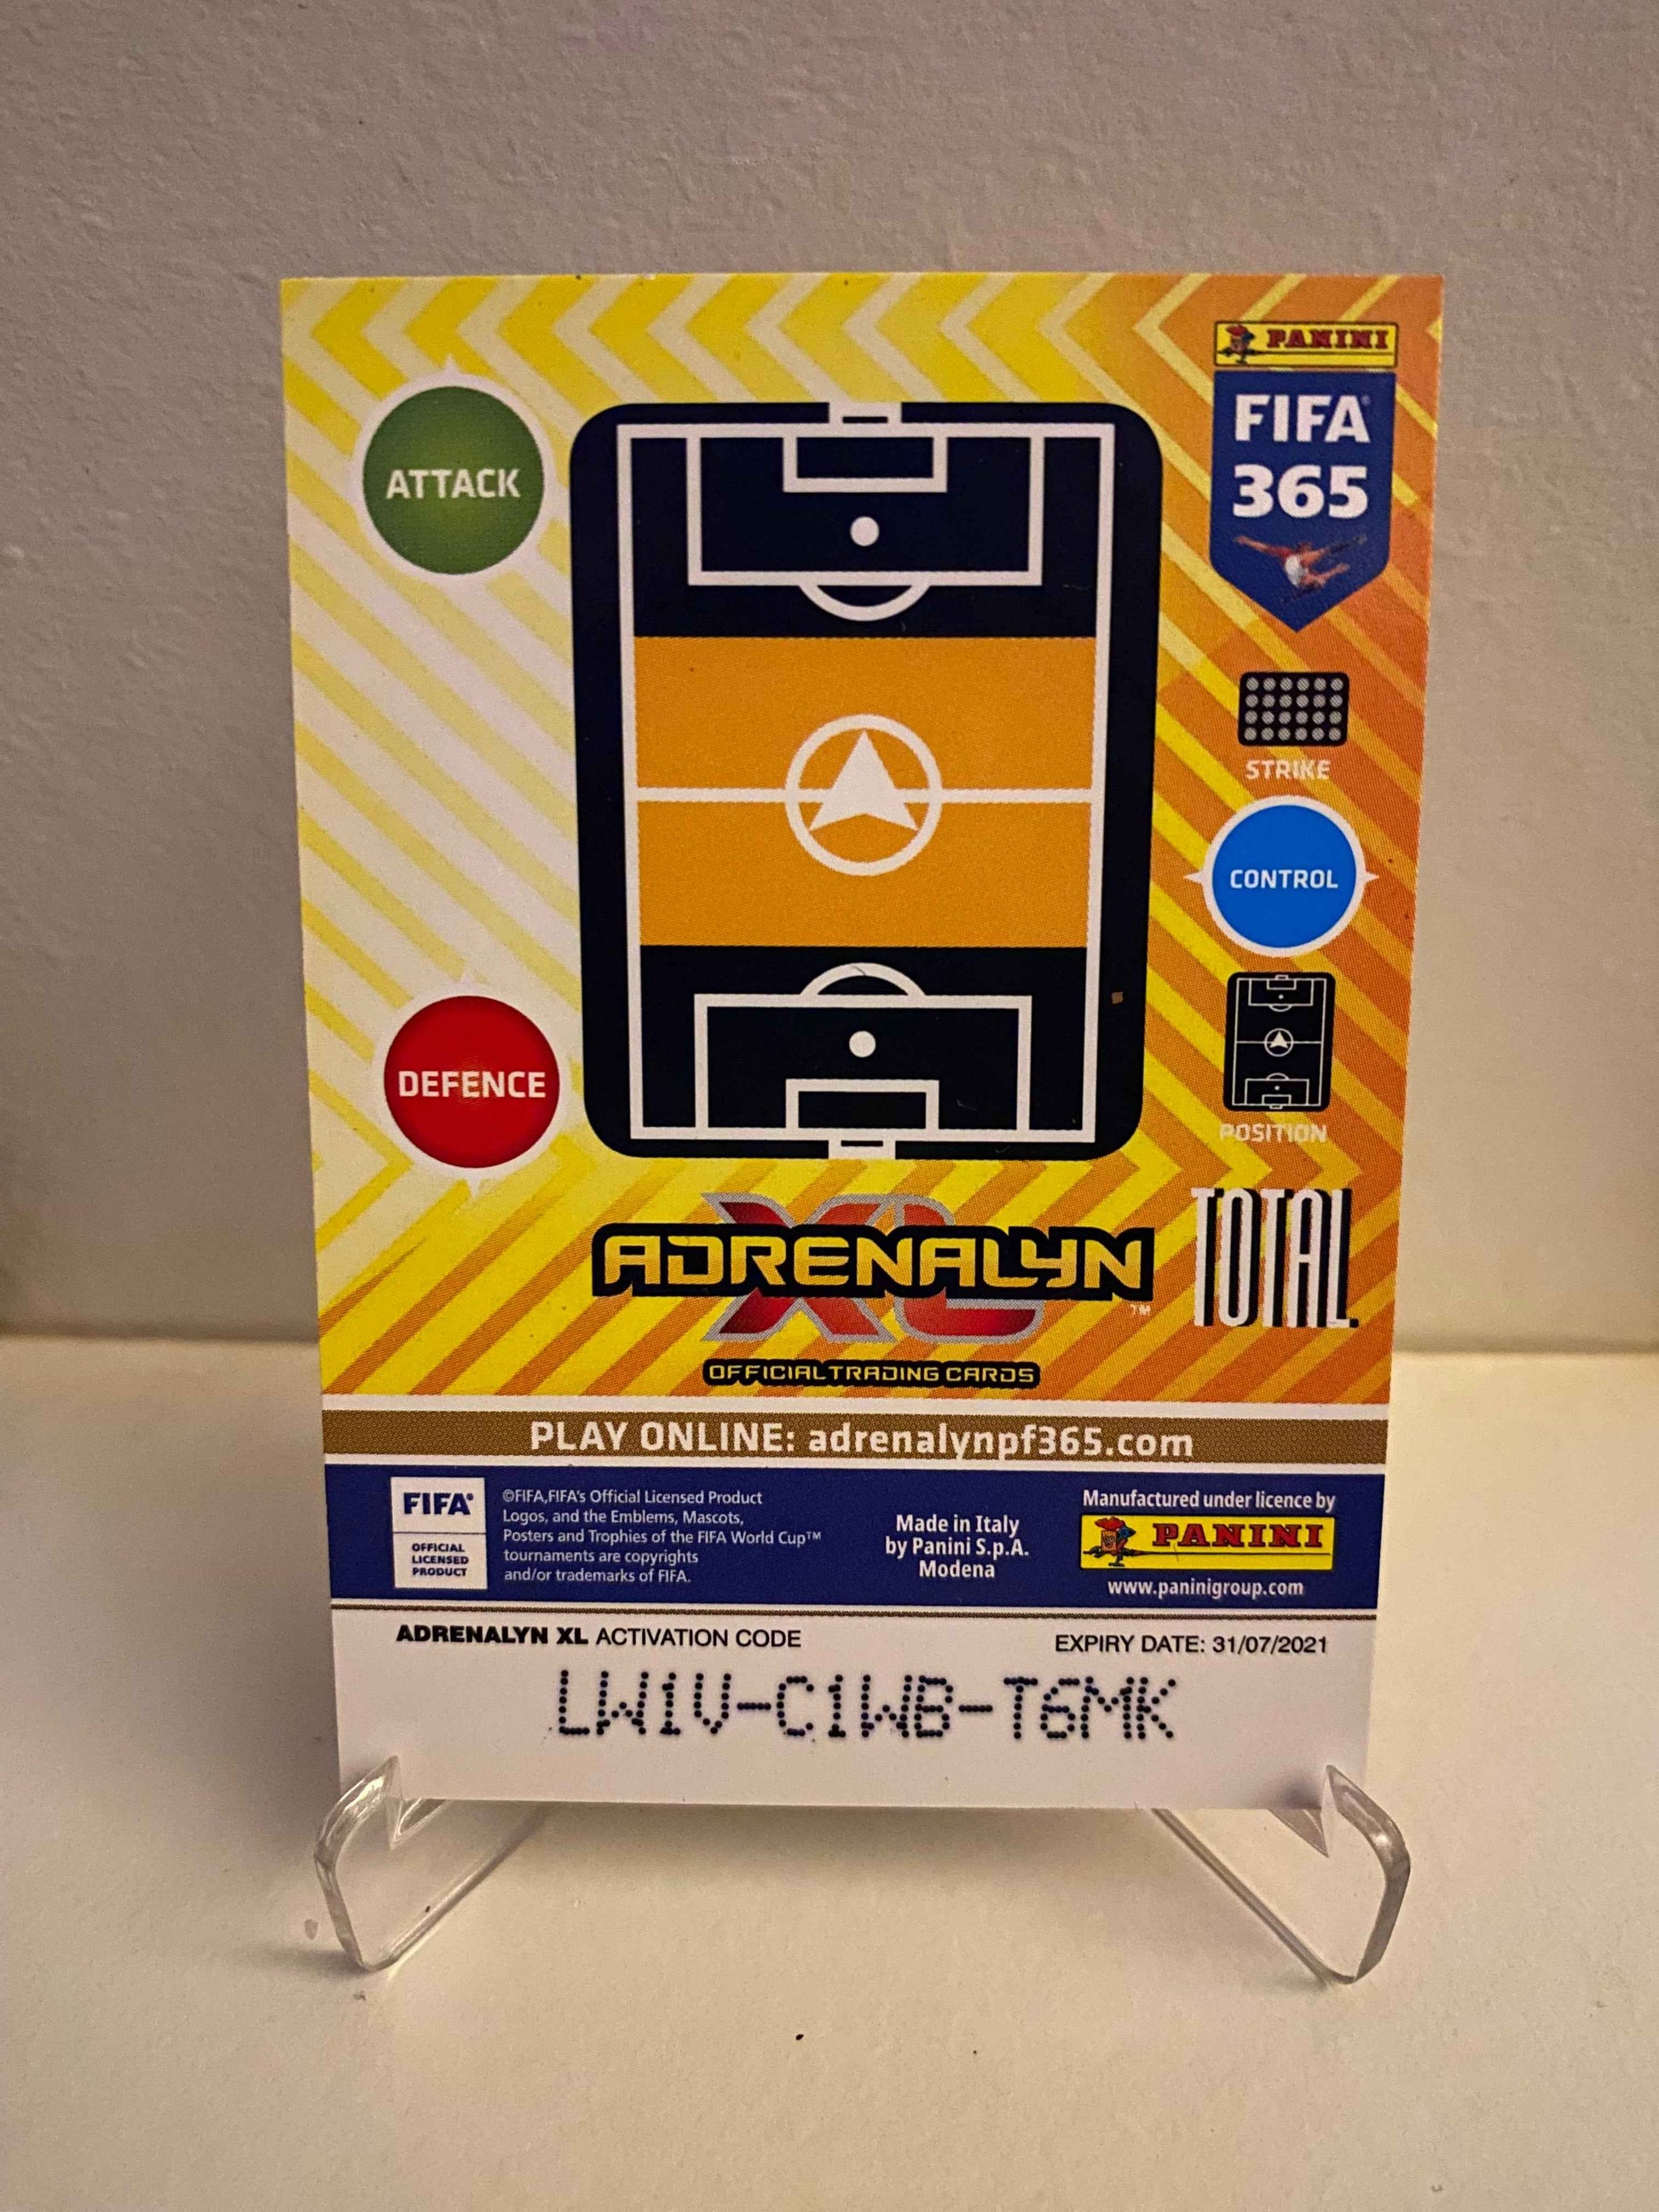 PANINI
FIFA
365
ATTACK
STRIKE
CONTROL
DEFENCE
POSITION
ADRENALYN
XL
TM
TOTAL
OFFICIAL TRADING CARDS
PLAY ONLINE: adrenalynpf365.com
FIFA®
OFFICIAL
LICENSED
PRODUCT
©FIFA,FIFA's Official Licensed Product
Logos, and the Emblems, Mascots,
Posters and Trophies of the FIFA World Cup™
tournaments are copyrights
and/or trademarks of FIFA.
Made in Italy
by Panini S.p.A.
Modena
Manufactured under licence by
PANINI
www.paninigroup.com
ADRENALYN XL ACTIVATION CODE
EXPIRY DATE: 31/07/2021
LW1V-C1WB-T6MK